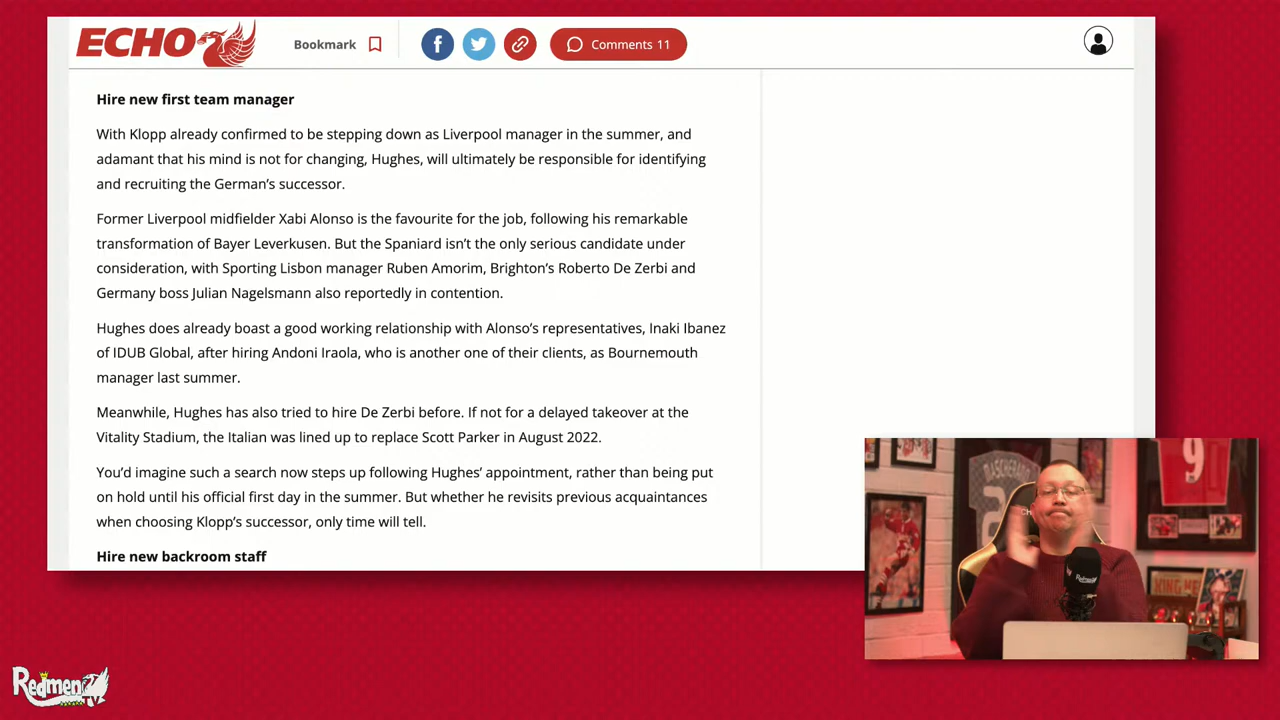 ECHO
Bookmark
Comments 11
Hire new first team manager
With Klopp already confirmed to be stepping down as Liverpool manager in the summer, and
adamant that his mind is not for changing, Hughes, will ultimately be responsible for identifying
and recruiting the German’s successor.
Former Liverpool midfielder Xabi Alonso is the favourite for the job, following his remarkable
transformation of Bayer Leverkusen. But the Spaniard isn’t the only serious candidate under
consideration, with Sporting Lisbon manager Ruben Amorim, Brighton’s Roberto De Zerbi and
Germany boss Julian Nagelsmann also reportedly in contention.
Hughes does already boast a good working relationship with Alonso’s representatives, Inaki Ibanez
of IDUB Global, after hiring Andoni Iraola, who is another one of their clients, as Bournemouth
manager last summer.
Meanwhile, Hughes has also tried to hire De Zerbi before. If not for a delayed takeover at the
Vitality Stadium, the Italian was lined up to replace Scott Parker in August 2022.
You’d imagine such a search now steps up following Hughes’ appointment, rather than being put
on hold until his official first day in the summer. But whether he revisits previous acquaintances
when choosing Klopp’s successor, only time will tell.
Hire new backroom staff
MASCHERANO
9
Redmen
KING
Redmen
TV